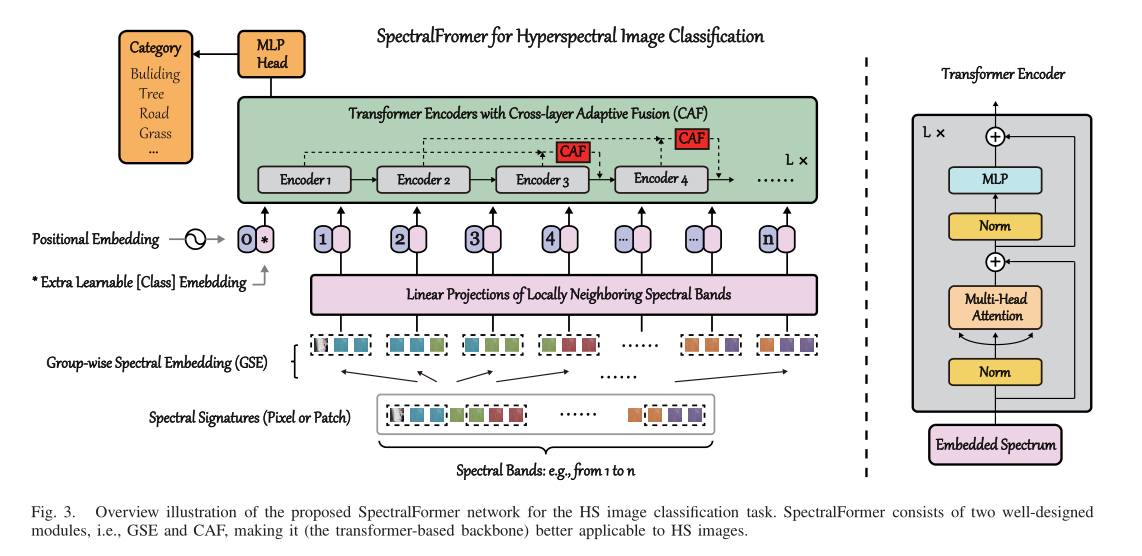 SpectralFromer for Hyperspectral Image Classification
Category
Buliding
Tree
Road
Grass
...
MLP
Head
Transformer Encoders with Cross-layer Adaptive Fusion (CAF)
CAF
CAF
L ×
Encoder 1
Encoder 2
Encoder 3
Encoder 4
......
Positional Embedding
0 *
1
2
3
4
...
...
n
* Extra Learnable [Class] Emebdding
Linear Projections of Locally Neighboring Spectral Bands
Group-wise Spectral Embedding (GSE)
......
......
Spectral Signatures (Pixel or Patch)
......
Spectral Bands: e.g., from 1 to n
Transformer Encoder
L ×
+
MLP
Norm
+
Multi-Head
Attention
Norm
Embedded Spectrum
Fig. 3. Overview illustration of the proposed SpectralFormer network for the HS image classification task. SpectralFormer consists of two well-designed
modules, i.e., GSE and CAF, making it (the transformer-based backbone) better applicable to HS images.